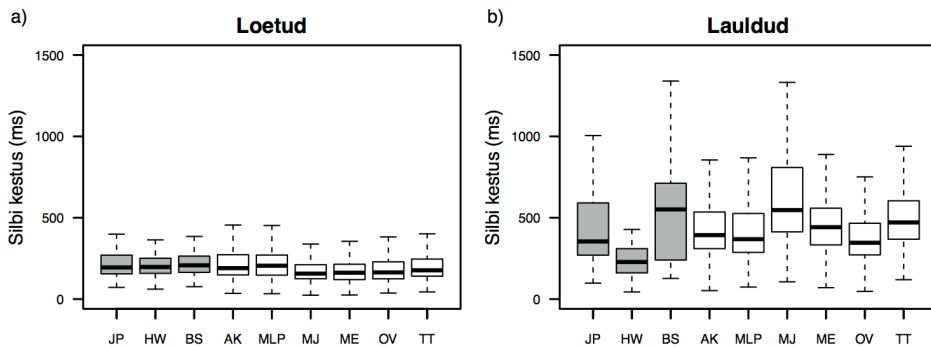 a) Loetud
Silbi kestus (ms)
1500
1000
500
0
JP HW BS AK MLP MJ ME OV TT
b) Lauldud
Silbi kestus (ms)
1500
1000
500
0
JP HW BS AK MLP MJ ME OV TT